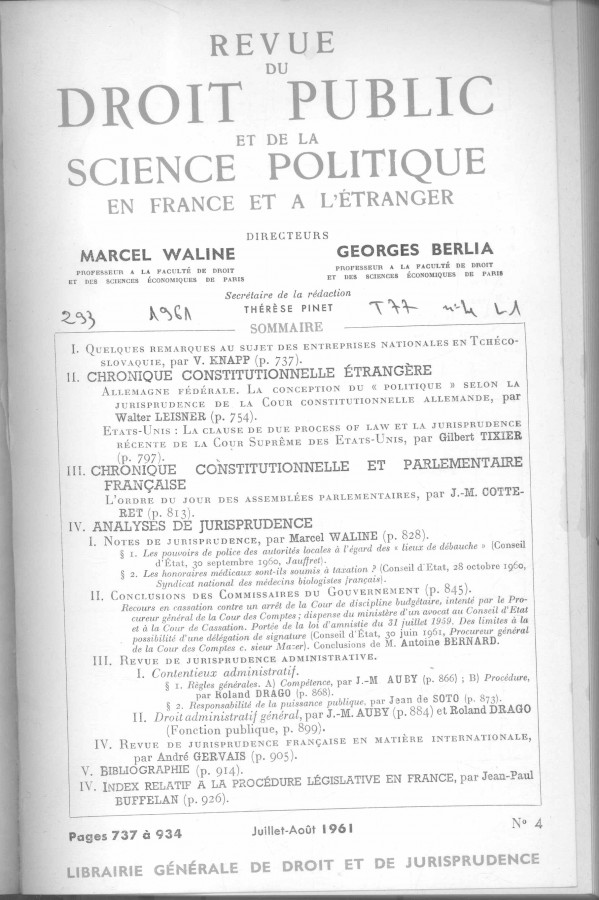 REVUE
DU
DROIT PUBLIC
ET DE LA
SCIENCE POLITIQUE
EN FRANCE ET A L'ÉTRANGER
DIRECTEURS
MARCEL WALINE
PROFESSEUR A LA FACULTÉ DE DROIT
ET DES SCIENCES ÉCONOMIQUES DE PARIS
GEORGES BERLIA
PROFESSEUR A LA FACULTÉ DE DROIT
ET DES SCIENCES ÉCONOMIQUES DE PARIS
Secrétaire de la rédaction
THÉRÈSE PINET
293 1961 T77 n°4 L1
SOMMAIRE
I. QUELQUES REMARQUES AU SUJET DES ENTREPRISES NATIONALES EN TCHÉCO-
SLOVAQUIE, par V. KNAPP (p. 737).
II. CHRONIQUE CONSTITUTIONNELLE ÉTRANGÈRE
ALLEMAGNE FÉDÉRALE. LA CONCEPTION DU « POLITIQUE » SELON LA
JURISPRUDENCE DE LA COUR CONSTITUTIONNELLE ALLEMANDE, par
Walter LEISNER (p. 754).
ETATS-UNIS : LA CLAUSE DE DUE PROCESS OF LAW ET LA JURISPRUDENCE
RÉCENTE DE LA COUR SUPRÊME DES ETATS-UNIS, par Gilbert TIXIER
(p. 797).
III. CHRONIQUE CONSTITUTIONNELLE ET PARLEMENTAIRE
FRANÇAISE
L'ORDRE DU JOUR DES ASSEMBLÉES PARLEMENTAIRES, par J.-M. COTTE-
RET (p. 813).
IV. ANALYSES DE JURISPRUDENCE
I. NOTES DE JURISPRUDENCE, par Marcel WALINE (p. 828).
§ 1. Les pouvoirs de police des autorités locales à l'égard des « lieux de débauche » (Conseil
d'État, 30 septembre 1960, Jauffret).
§ 2. Les honoraires médicaux sont-ils soumis à taxation ? (Conseil d'Etat, 28 octobre 1960,
Syndicat national des médecins biologistes français).
II. CONCLUSIONS DES COMMISSAIRES DU GOUVERNEMENT (p. 845).
Recours en cassation contre un arrêt de la Cour de discipline budgétaire, intenté par le Pro-
cureur général de la Cour des Comptes ; dispense du ministère d'un avocat au Conseil d'Etat
et à la Cour de Cassation. Portée de la loi d'amnistie du 31 juillet 1959. Des limites à la
possibilité d'une délégation de signature (Conseil d'État, 30 juin 1961, Procureur général
de la Cour des Comptes c. sieur Mazer). Conclusions de M. Antoine BERNARD.
III. REVUE DE JURISPRUDENCE ADMINISTRATIVE.
I. Contentieux administratif.
§ 1. Règles générales. A) Compétence, par J.-M AUBY (p. 866) ; B) Procédure,
par Roland DRAGO (p. 868).
§ 2. Responsabilité de la puissance publique, par Jean de SOTO (p. 873).
II. Droit administratif général, par J.-M. AUBY (p. 884) et Roland DRAGO
(Fonction publique, p. 899).
IV. REVUE DE JURISPRUDENCE FRANÇAISE EN MATIÈRE INTERNATIONALE,
par André GERVAIS (p. 905).
V. BIBLIOGRAPHIE (p. 914).
IV. INDEX RELATIF A LA PROCÉDURE LÉGISLATIVE EN FRANCE, par Jean-Paul
BUFFELAN (p. 926).
Pages 737 à 934 Juillet-Août 1961 N° 4
LIBRAIRIE GÉNÉRALE DE DROIT ET DE JURISPRUDENCE